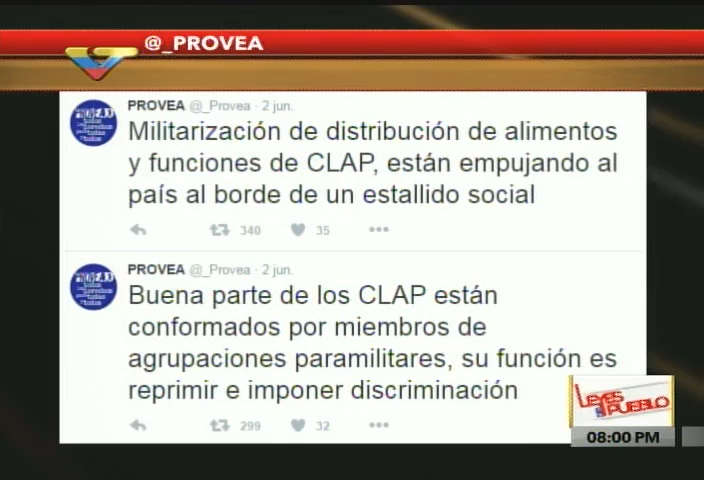 @_PROVEA
PROVEA @_Provea · 2 jun.
Militarización de distribución de alimentos
y funciones de CLAP, están empujando al
país al borde de un estallido social
340 35
PROVEA @_Provea · 2 jun.
Buena parte de los CLAP están
conformados por miembros de
agrupaciones paramilitares, su función es
reprimir e imponer discriminación
299 32
LEYES
PUEBLO
08:00 PM